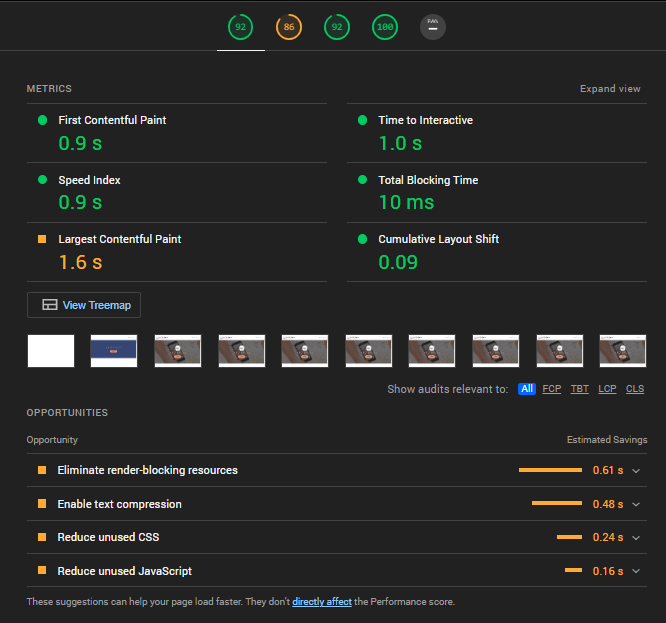 92 86 92 100 PWA
METRICS Expand view
First Contentful Paint Time to Interactive
0.9 s 1.0 s
Speed Index Total Blocking Time
0.9 s 10 ms
Largest Contentful Paint Cumulative Layout Shift
1.6 s 0.09
View Treemap
Show audits relevant to: All FCP TBT LCP CLS
OPPORTUNITIES
Opportunity Estimated Savings
Eliminate render-blocking resources 0.61 s
Enable text compression 0.48 s
Reduce unused CSS 0.24 s
Reduce unused JavaScript 0.16 s
These suggestions can help your page load faster. They don't directly affect the Performance score.